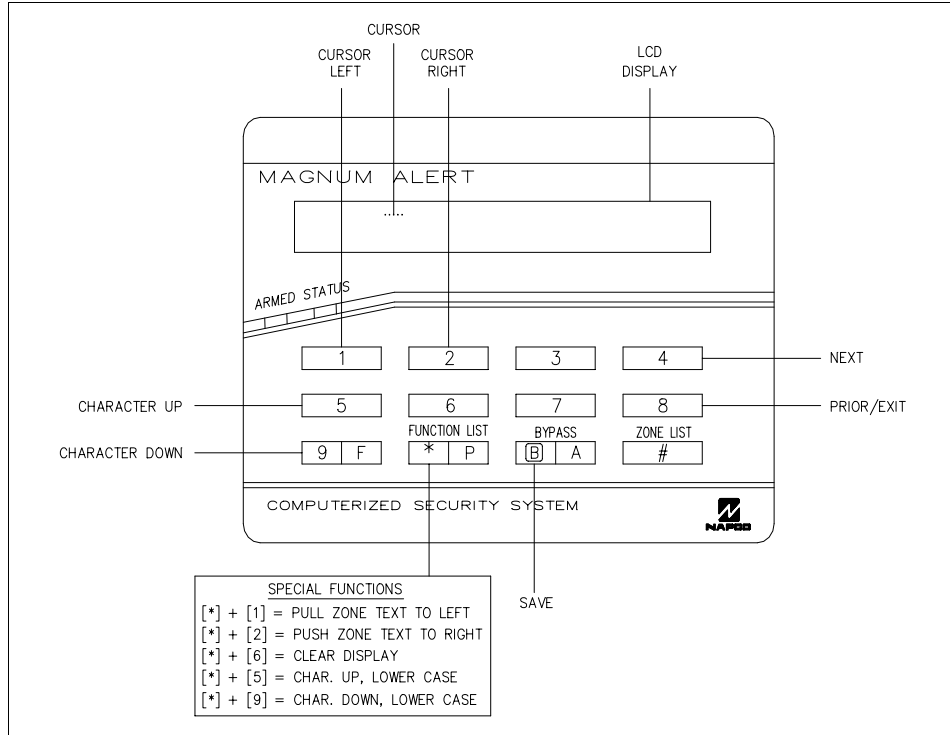 CURSOR
CURSOR LEFT
CURSOR RIGHT
LCD DISPLAY
MAGNUM ALERT
ARMED STATUS
1 2 3 4
NEXT
CHARACTER UP
5 6 7 8
PRIOR/EXIT
FUNCTION LIST BYPASS ZONE LIST
CHARACTER DOWN
9 F * P B A #
COMPUTERIZED SECURITY SYSTEM
NAPCO
SAVE
SPECIAL FUNCTIONS
[*] + [1] = PULL ZONE TEXT TO LEFT
[*] + [2] = PUSH ZONE TEXT TO RIGHT
[*] + [6] = CLEAR DISPLAY
[*] + [5] = CHAR. UP, LOWER CASE
[*] + [9] = CHAR. DOWN, LOWER CASE